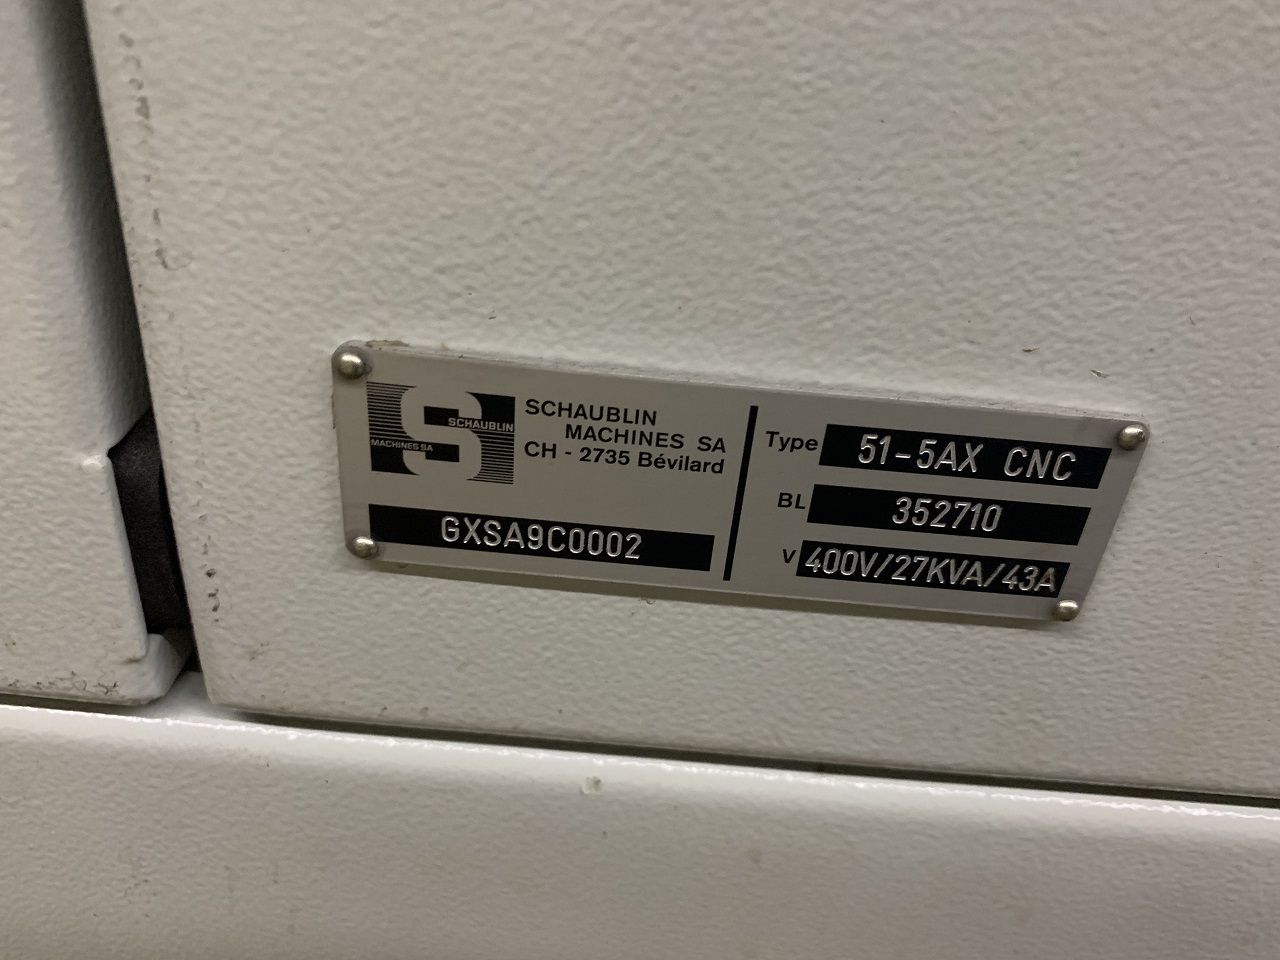 SCHAUBLIN
MACHINES SA
SCHAUBLIN
MACHINES SA
CH - 2735 Bévilard
GXSA9C0002
Type 51-5AX CNC
BL 352710
V 400V/27KVA/43A